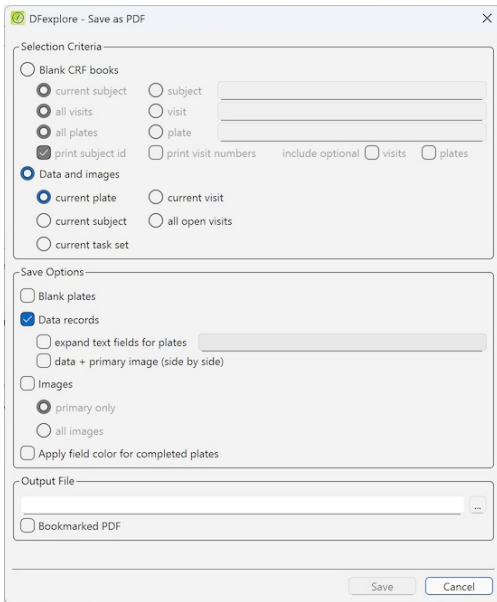 DFexplore - Save as PDF
Selection Criteria
Blank CRF books
current subject subject
all visits visit
all plates plate
print subject id print visit numbers include optional visits plates
Data and images
current plate current visit
current subject all open visits
current task set
Save Options
Blank plates
Data records
expand text fields for plates
data + primary image (side by side)
Images
primary only
all images
Apply field color for completed plates
Output File
...
Bookmarked PDF
Save Cancel